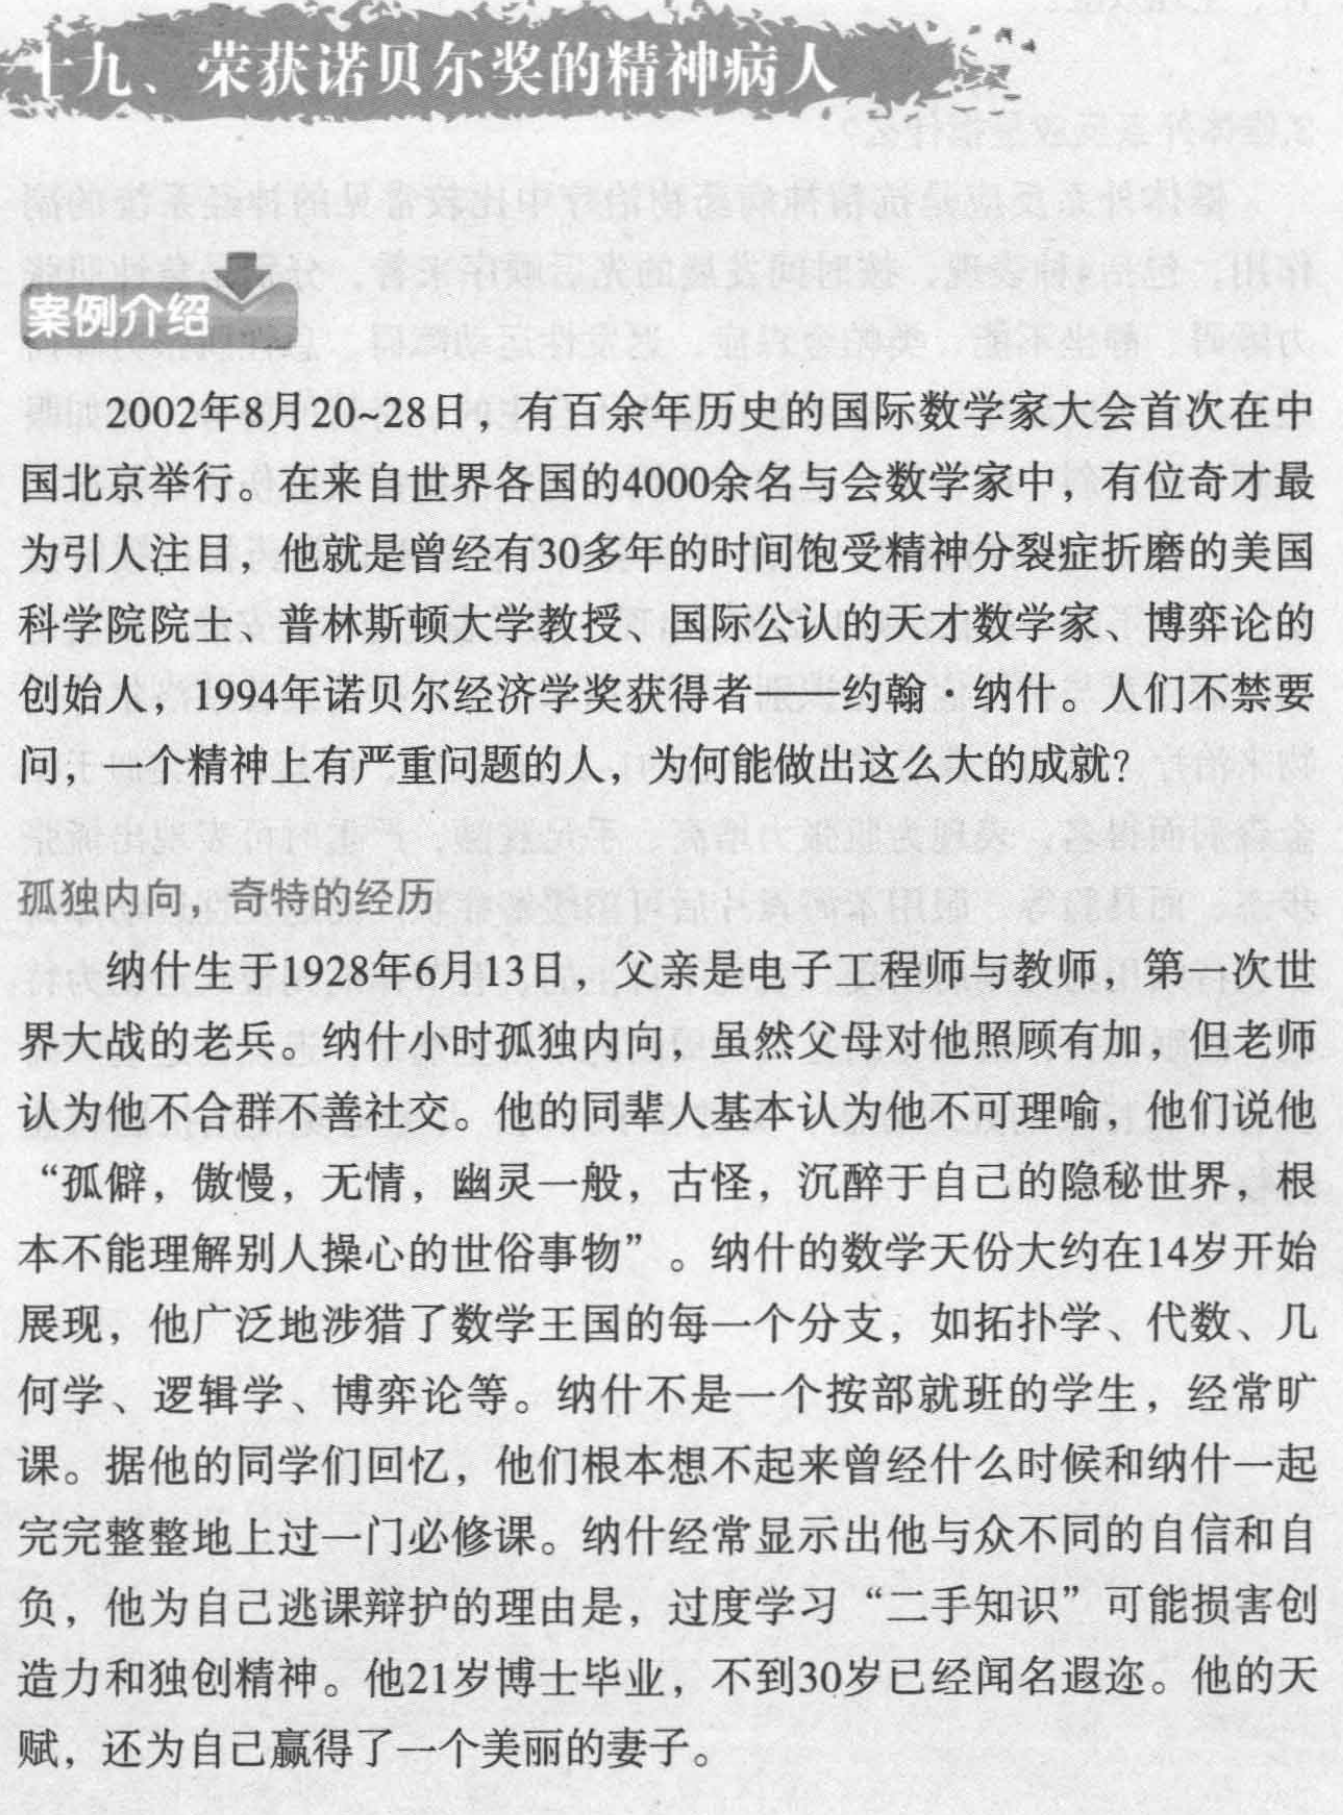 十九、荣获诺贝尔奖的精神病人
案例介绍
2002年8月20~28日，有百余年历史的国际数学家大会首次在中
国北京举行。在来自世界各国的4000余名与会数学家中，有位奇才最
为引人注目，他就是曾经有30多年的时间饱受精神分裂症折磨的美国
科学院院士、普林斯顿大学教授、国际公认的天才数学家、博弈论的
创始人，1994年诺贝尔经济学奖获得者——约翰·纳什。人们不禁要
问，一个精神上有严重问题的人，为何能做出这么大的成就？
孤独内向，奇特的经历
纳什生于1928年6月13日，父亲是电子工程师与教师，第一次世
界大战的老兵。纳什小时孤独内向，虽然父母对他照顾有加，但老师
认为他不合群不善社交。他的同辈人基本认为他不可理喻，他们说他
“孤僻，傲慢，无情，幽灵一般，古怪，沉醉于自己的隐秘世界，根
本不能理解别人操心的世俗事物”。纳什的数学天份大约在14岁开始
展现，他广泛地涉猎了数学王国的每一个分支，如拓扑学、代数、几
何学、逻辑学、博弈论等。纳什不是一个按部就班的学生，经常旷
课。据他的同学们回忆，他们根本想不起来曾经什么时候和纳什一起
完完整整地上过一门必修课。纳什经常显示出他与众不同的自信和自
负，他为自己逃课辩护的理由是，过度学习“二手知识”可能损害创
造力和独创精神。他21岁博士毕业，不到30岁已经闻名遐迩。他的天
赋，还为自己赢得了一个美丽的妻子。